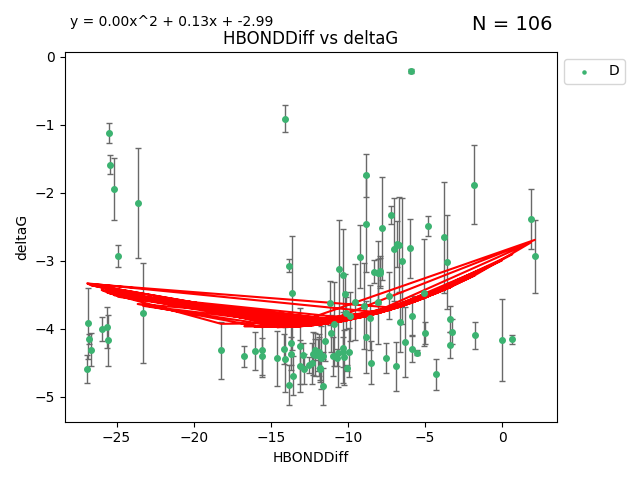 y = 0.00x^2 + 0.13x + -2.99
N = 106
HBONDDiff vs deltaG
D
0
−1
−2
−3
−4
−5
deltaG
−25
−20
−15
−10
−5
0
HBONDDiff